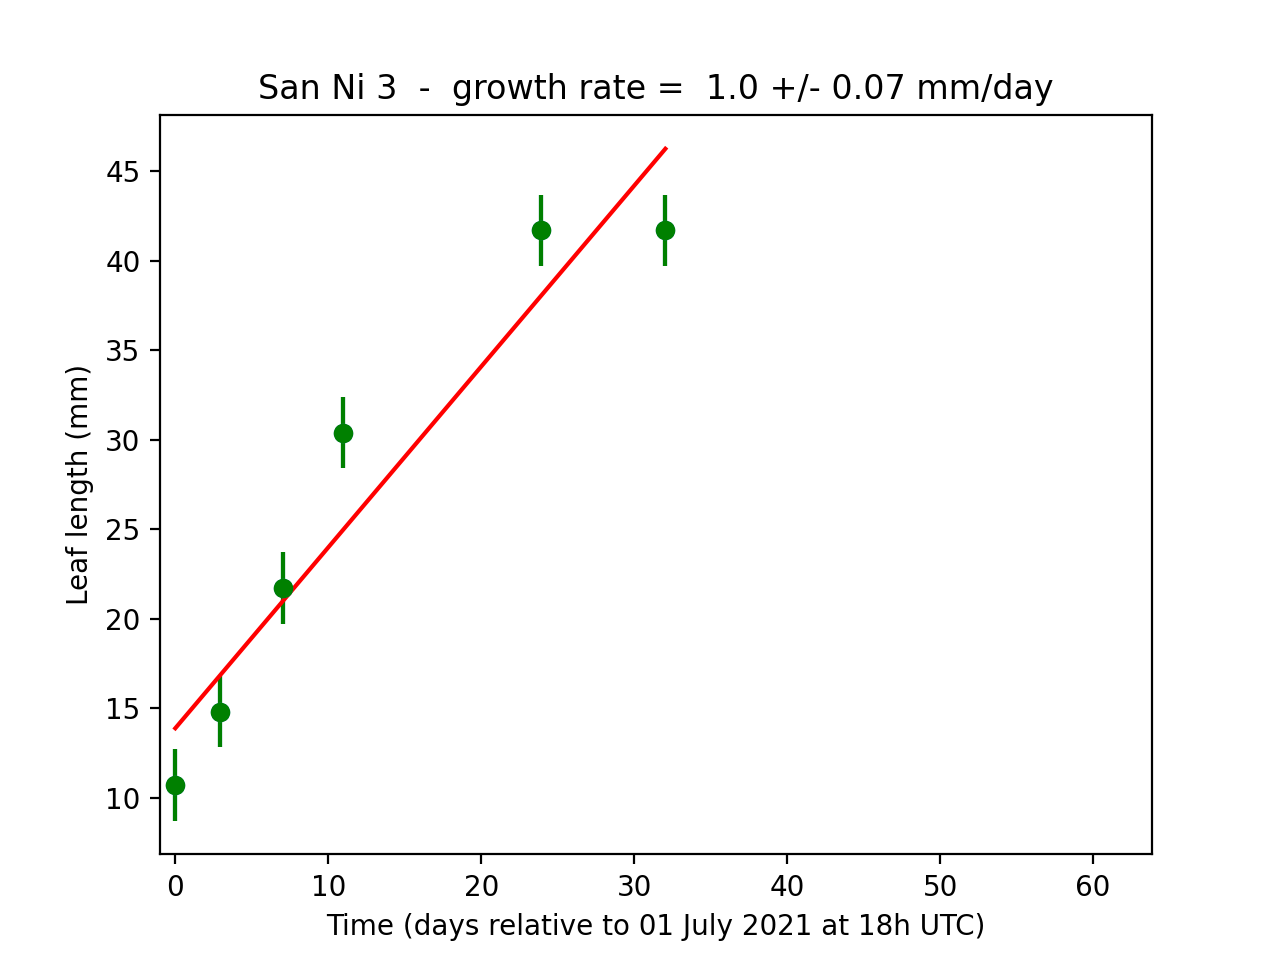 San Ni 3 - growth rate = 1.0 +/- 0.07 mm/day
45
40
35
30
25
20
15
10
Leaf length (mm)
0 10 20 30 40 50 60
Time (days relative to 01 July 2021 at 18h UTC)